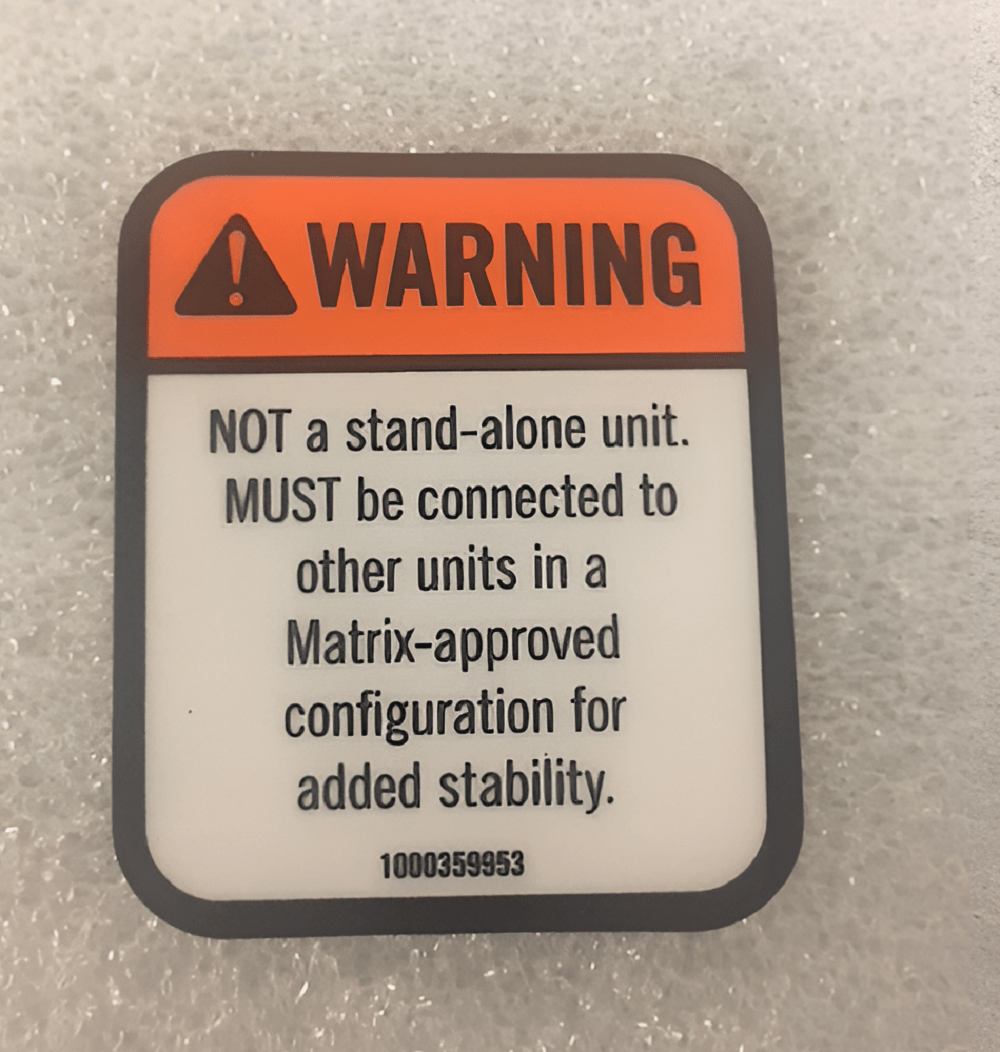 WARNING
NOT a stand-alone unit.
MUST be connected to
other units in a
Matrix-approved
configuration for
added stability.
1000359953